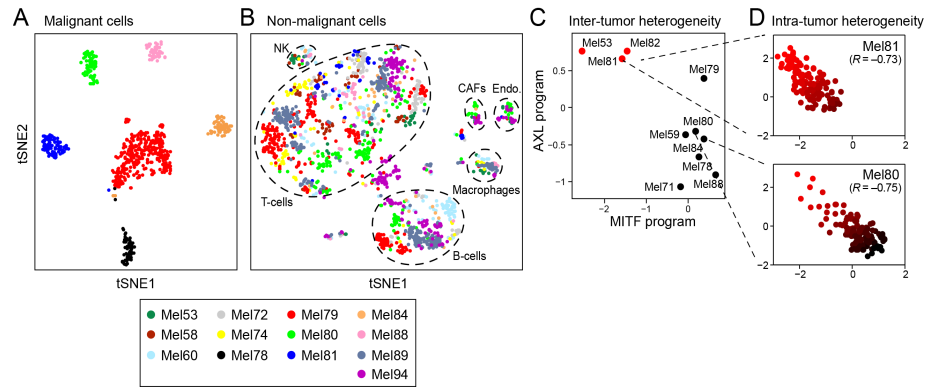 A Malignant cells
B Non-malignant cells
C Inter-tumor heterogeneity
D Intra-tumor heterogeneity
tSNE2
tSNE1
NK
T-cells
CAFs Endo.
Macrophages
B-cells
tSNE1
AXL program
0.5
0
−0.5
−1
Mel53 Mel82
Mel81
Mel79
Mel80
Mel59
Mel84
Mel78
Mel71 Mel88
−2 0
MITF program
Mel81
(R = −0.73)
2
0
−2
−2 0 2
Mel80
(R = −0.75)
2
0
−2
−2 0 2
Mel53 Mel72 Mel79 Mel84
Mel58 Mel74 Mel80 Mel88
Mel60 Mel78 Mel81 Mel89
Mel94